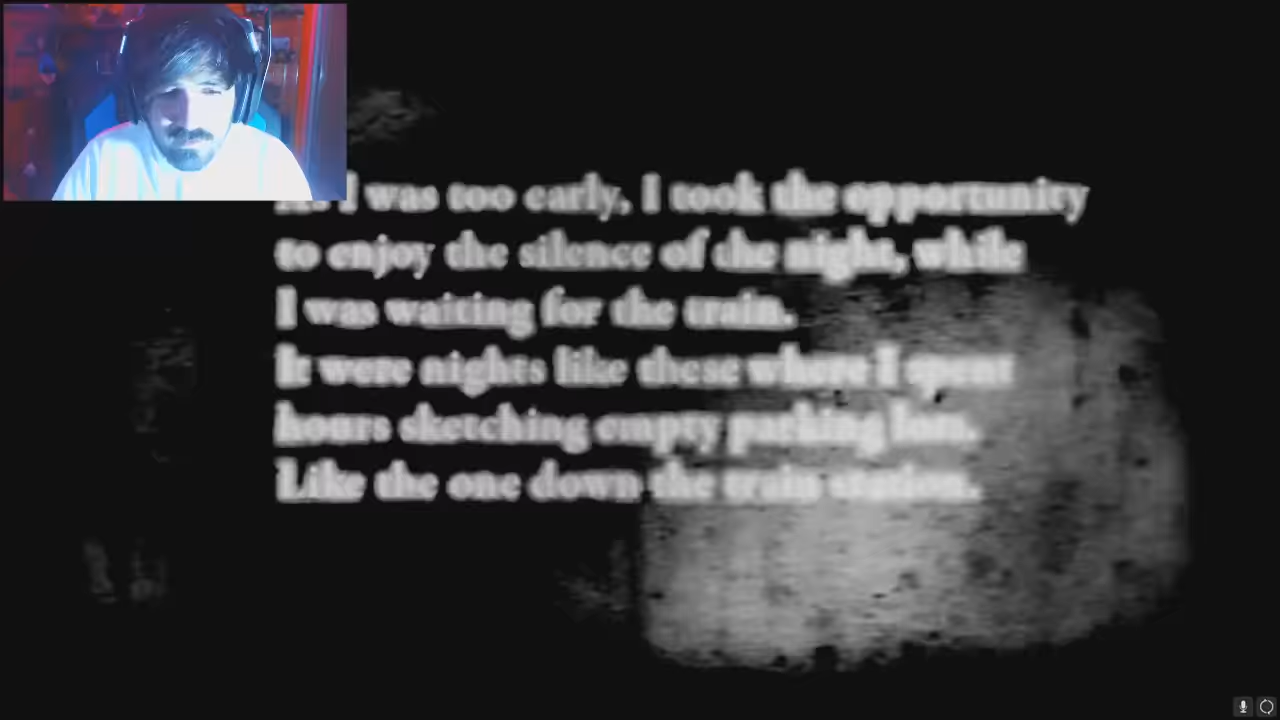 I was too early, I took the opportunity
to enjoy the silence of the night, while
I was waiting for the train.
It were nights like these where I spent
hours sketching empty parking lots.
Like the one down the train station.